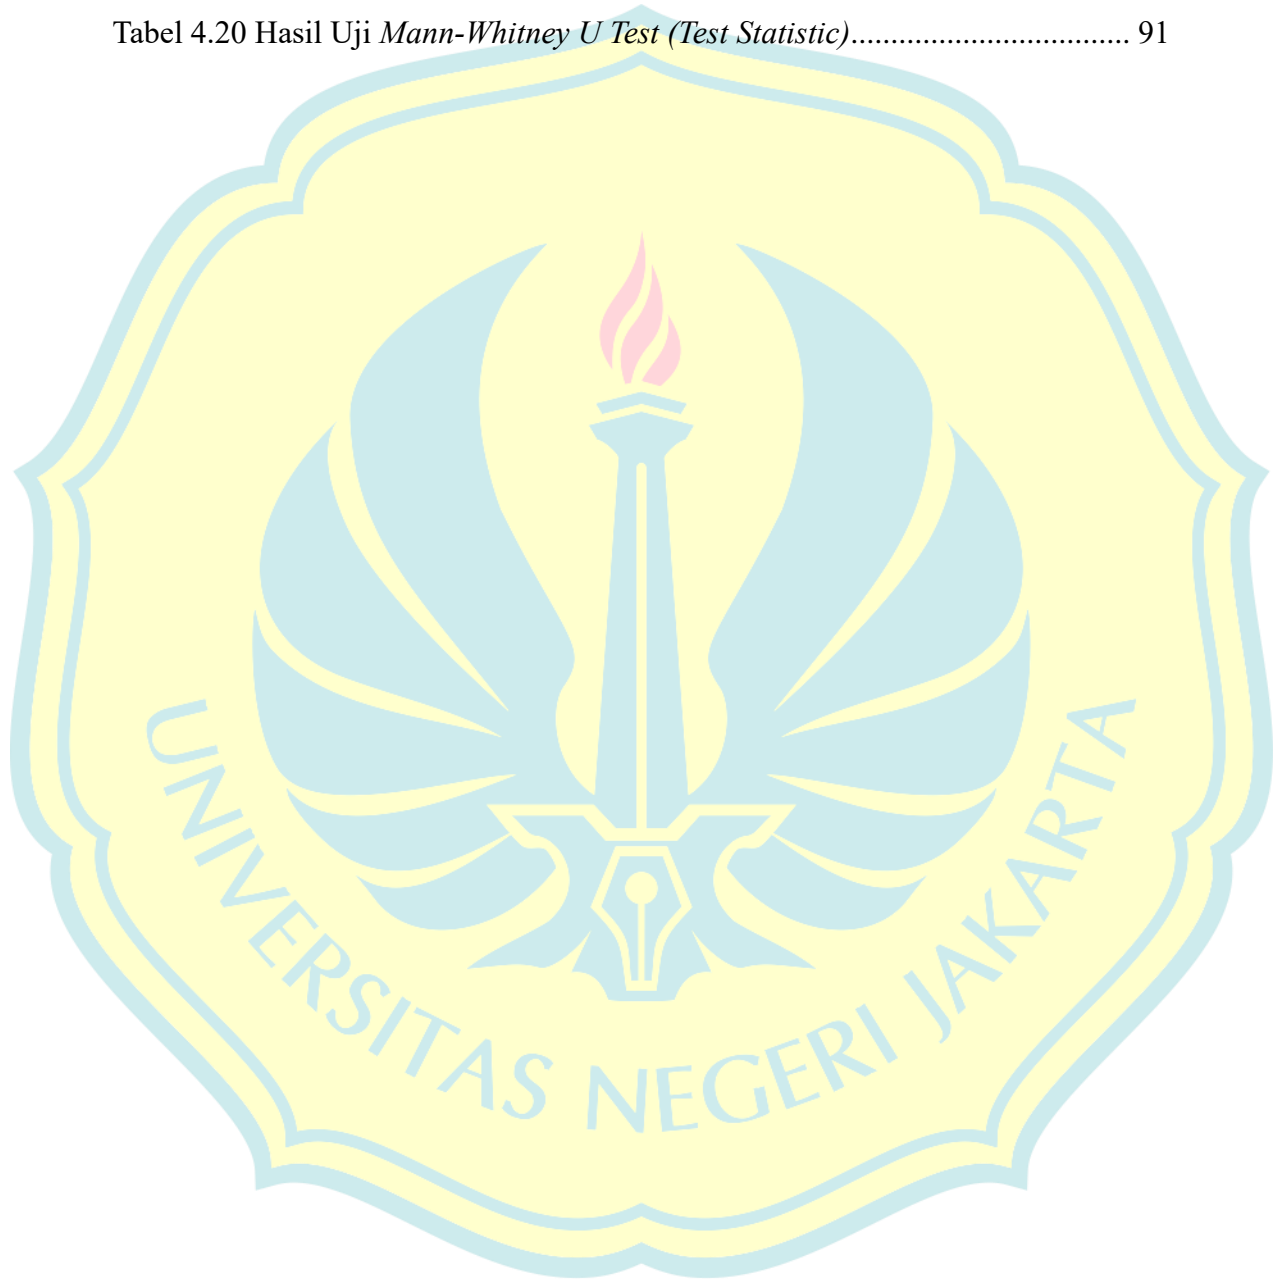 Tabel 4.20 Hasil Uji Mann-Whitney U Test (Test Statistic)................................. 91
UNIVERSITAS NEGERI JAKARTA